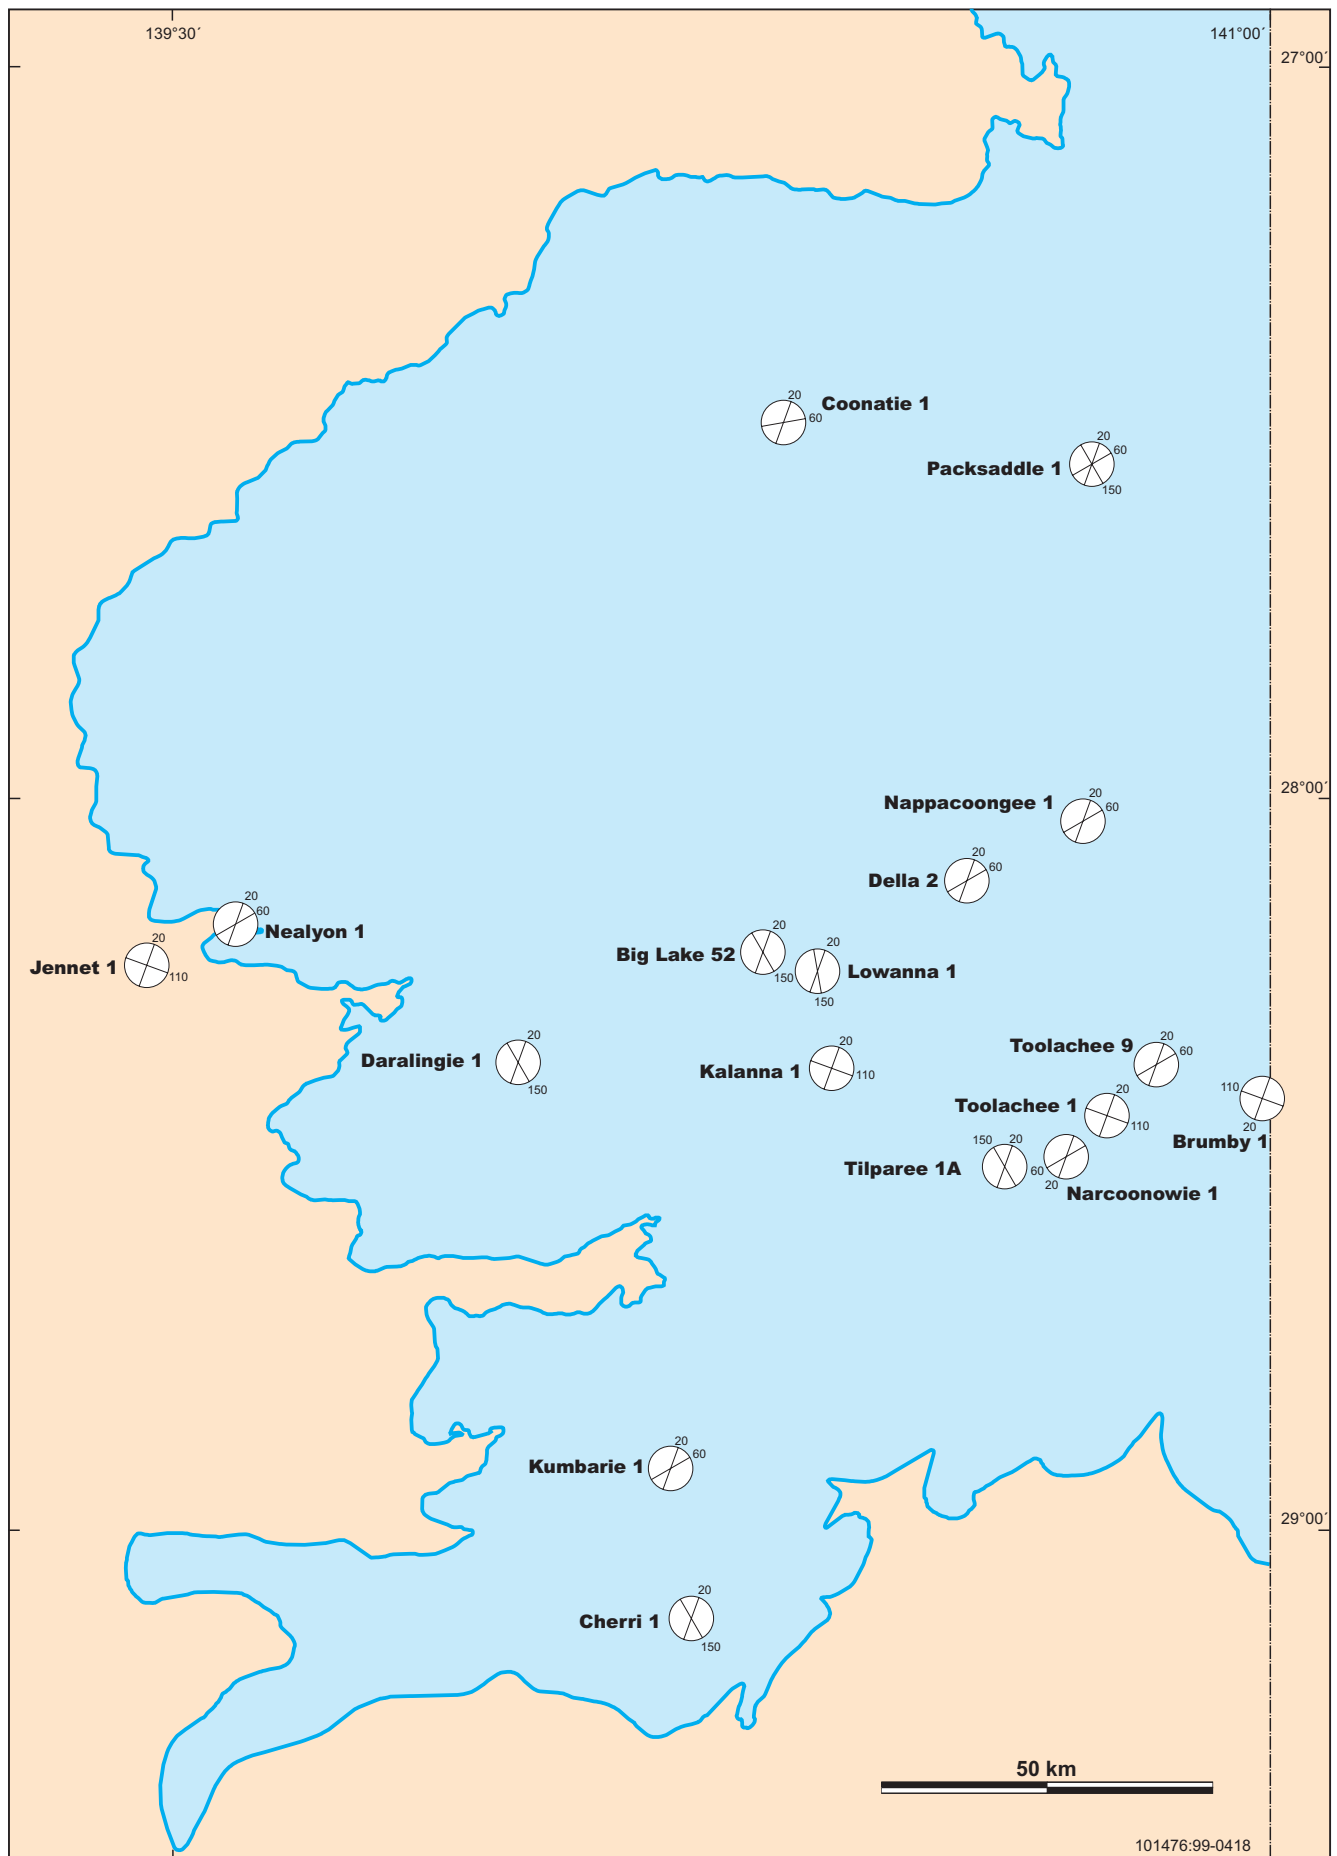 139°30´
141°00´
27°00´
20
Coonatie 1
60
20
60
Packsaddle 1
150
28°00´
20
Nappacoongee 1
60
20
60
Della 2
20
60
Nealyon 1
20
Jennet 1
110
20
Big Lake 52
150
20
Lowanna 1
150
20
Daralingie 1
150
20
Kalanna 1
110
20
Toolachee 9
60
20
Toolachee 1
110
110
20
Brumby 1
150
20
Tilparee 1A
60
20
Narcoonowie 1
20
60
Kumbarie 1
29°00´
20
Cherri 1
150
50 km
101476:99-0418